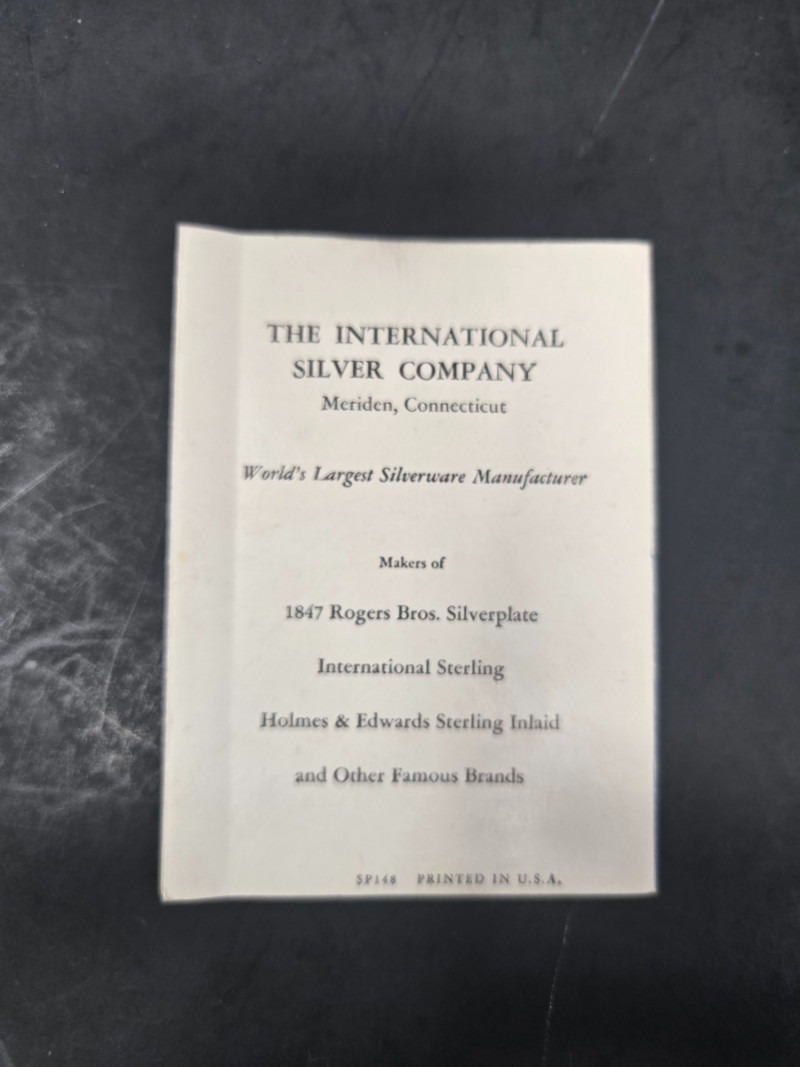 THE INTERNATIONAL
SILVER COMPANY
Meriden, Connecticut
World's Largest Silverware Manufacturer
Makers of
1847 Rogers Bros. Silverplate
International Sterling
Holmes & Edwards Sterling Inlaid
and Other Famous Brands
SP148 PRINTED IN U.S.A.